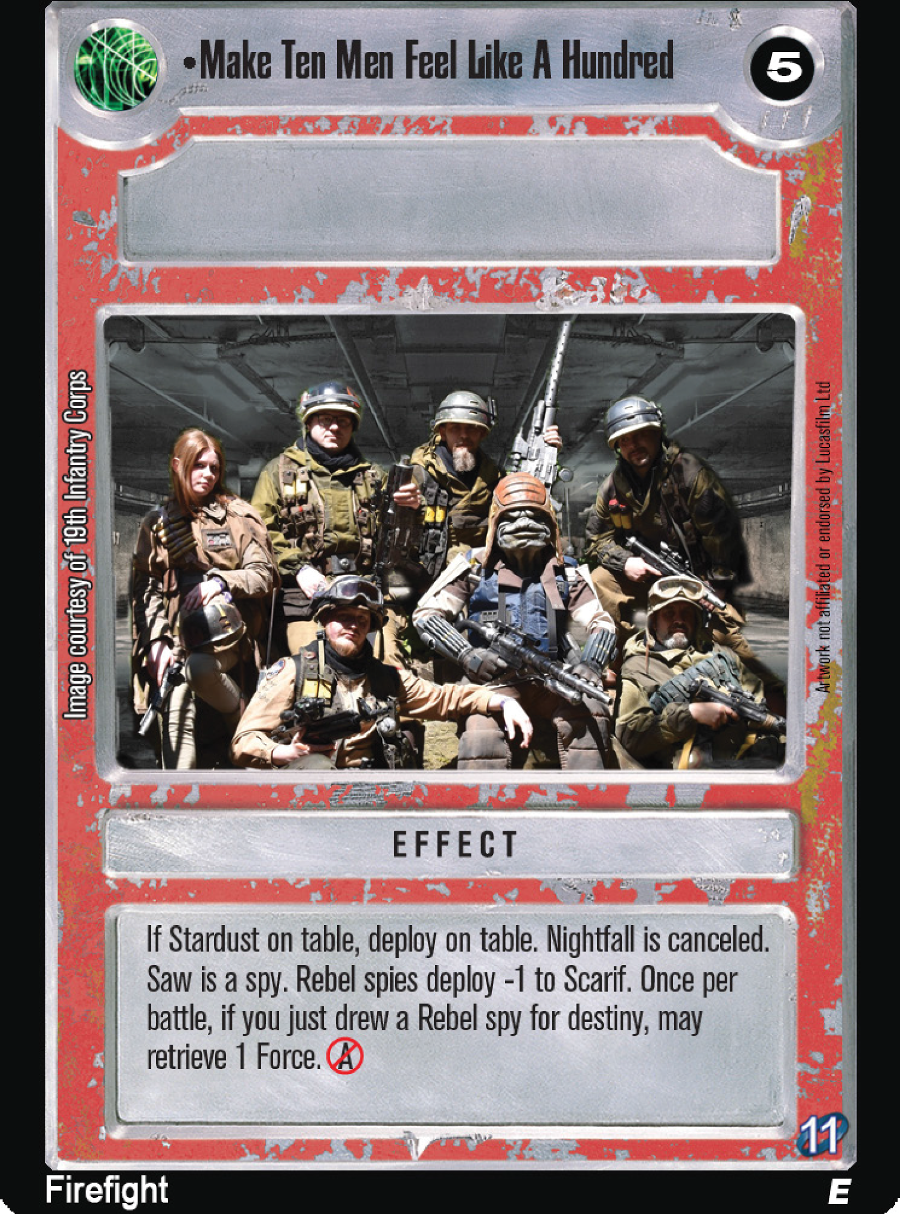 •Make Ten Men Feel Like A Hundred
5
Image courtesy of 19th Infantry Corps
Artwork not affiliated or endorsed by Lucasfilm Ltd
EFFECT
If Stardust on table, deploy on table. Nightfall is canceled.
Saw is a spy. Rebel spies deploy -1 to Scarif. Once per
battle, if you just drew a Rebel spy for destiny, may
retrieve 1 Force. A
11
Firefight
E